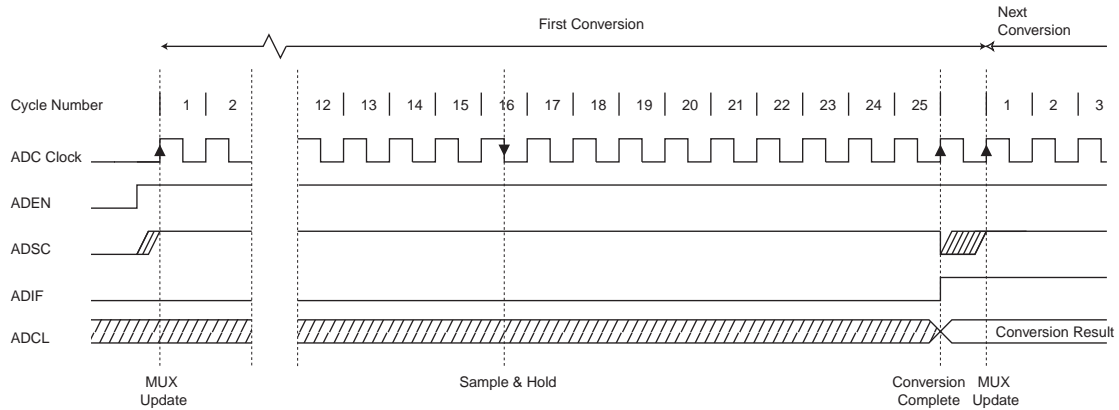 First Conversion
Next
Conversion
Cycle Number 1 2 12 13 14 15 16 17 18 19 20 21 22 23 24 25 1 2 3
ADC Clock
ADEN
ADSC
ADIF
ADCL
Conversion Result
MUX
Update
Sample & Hold
Conversion
Complete
MUX
Update